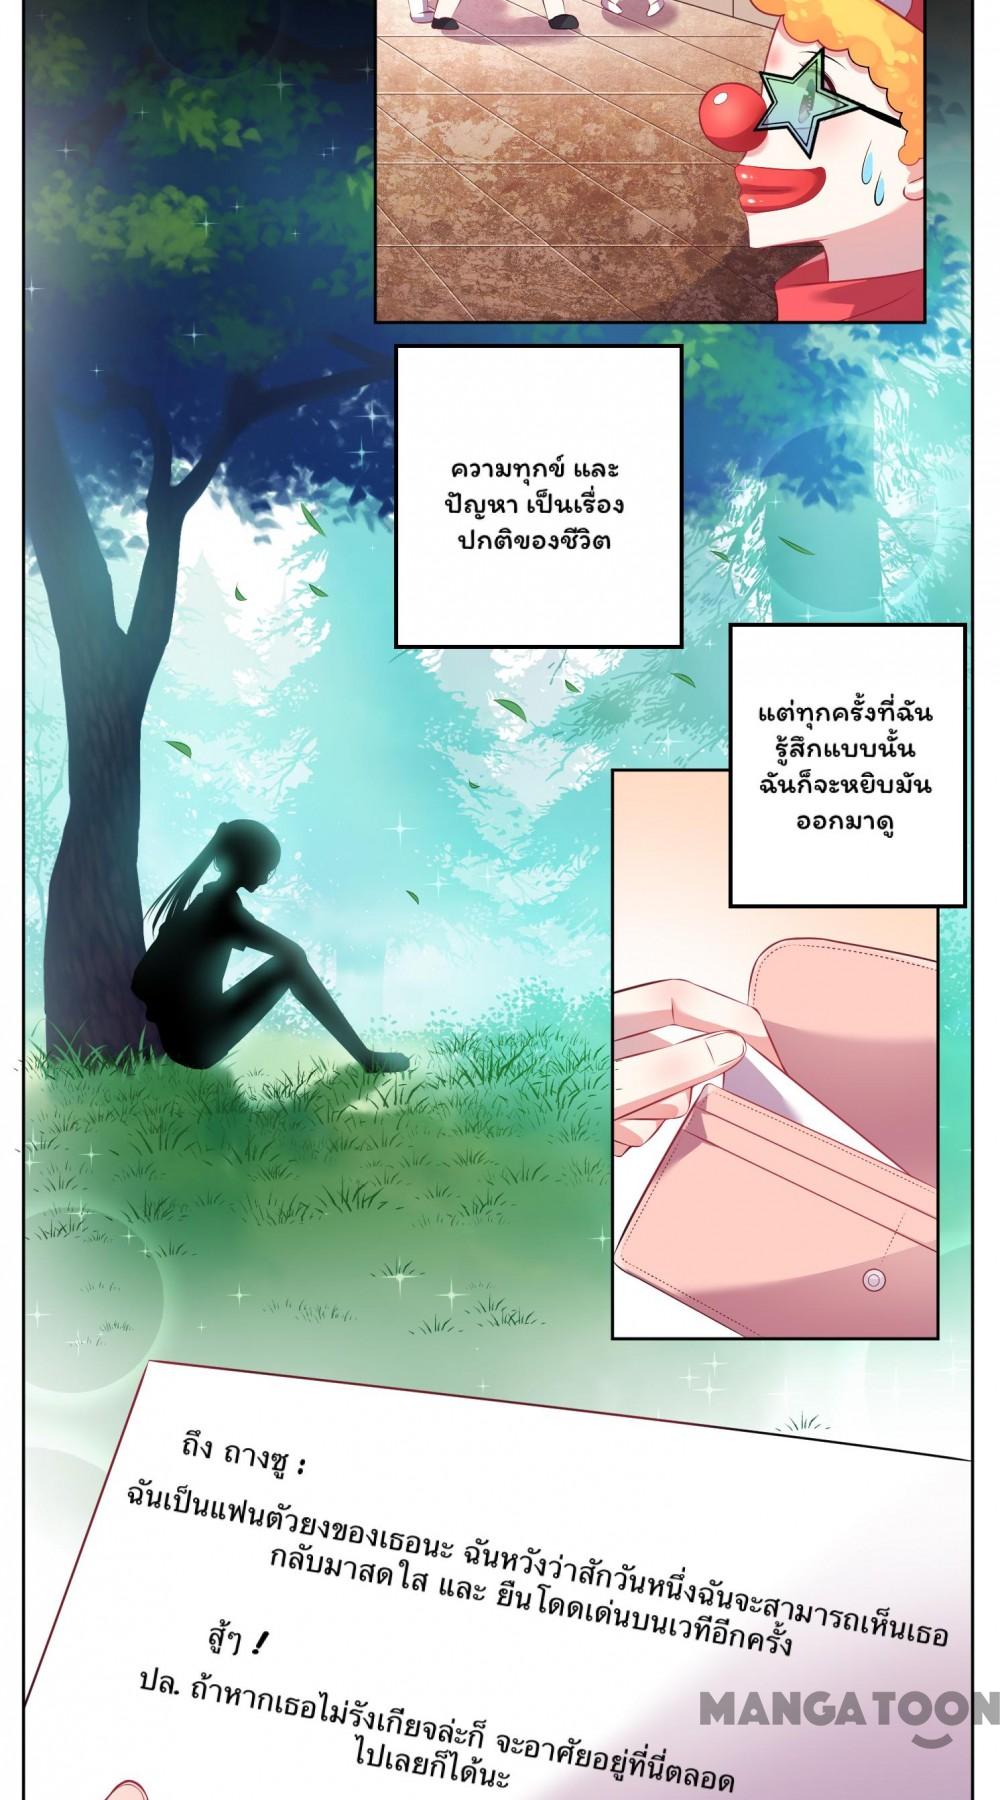 ความทุกข์ และ
ปัญหา เป็นเรื่อง
ปกติของชีวิต
แต่ทุกครั้งที่ฉัน
รู้สึกแบบนั้น
ฉันก็จะหยิบมัน
ออกมาดู
ถึง ถางซู :
ฉันเป็นแฟนตัวยงของเธอนะ ฉันหวังว่าสักวันหนึ่งฉันจะสามารถเห็นเธอ
กลับมาสดใส และ ยืนโดดเด่นบนเวทีอีกครั้ง
สู้ๆ !
ปล. ถ้าหากเธอไม่รังเกียจล่ะก็ จะอาศัยอยู่ที่นี่ตลอด
ไปเลยก็ได้นะ
MANGATOON